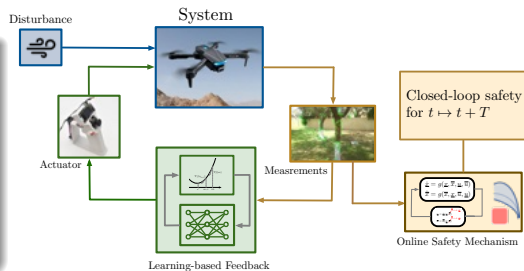 System
Disturbance
Closed-loop safety
for t ↦ t + T
Actuator
Measrements
Online Safety Mechanism
Learning-based Feedback